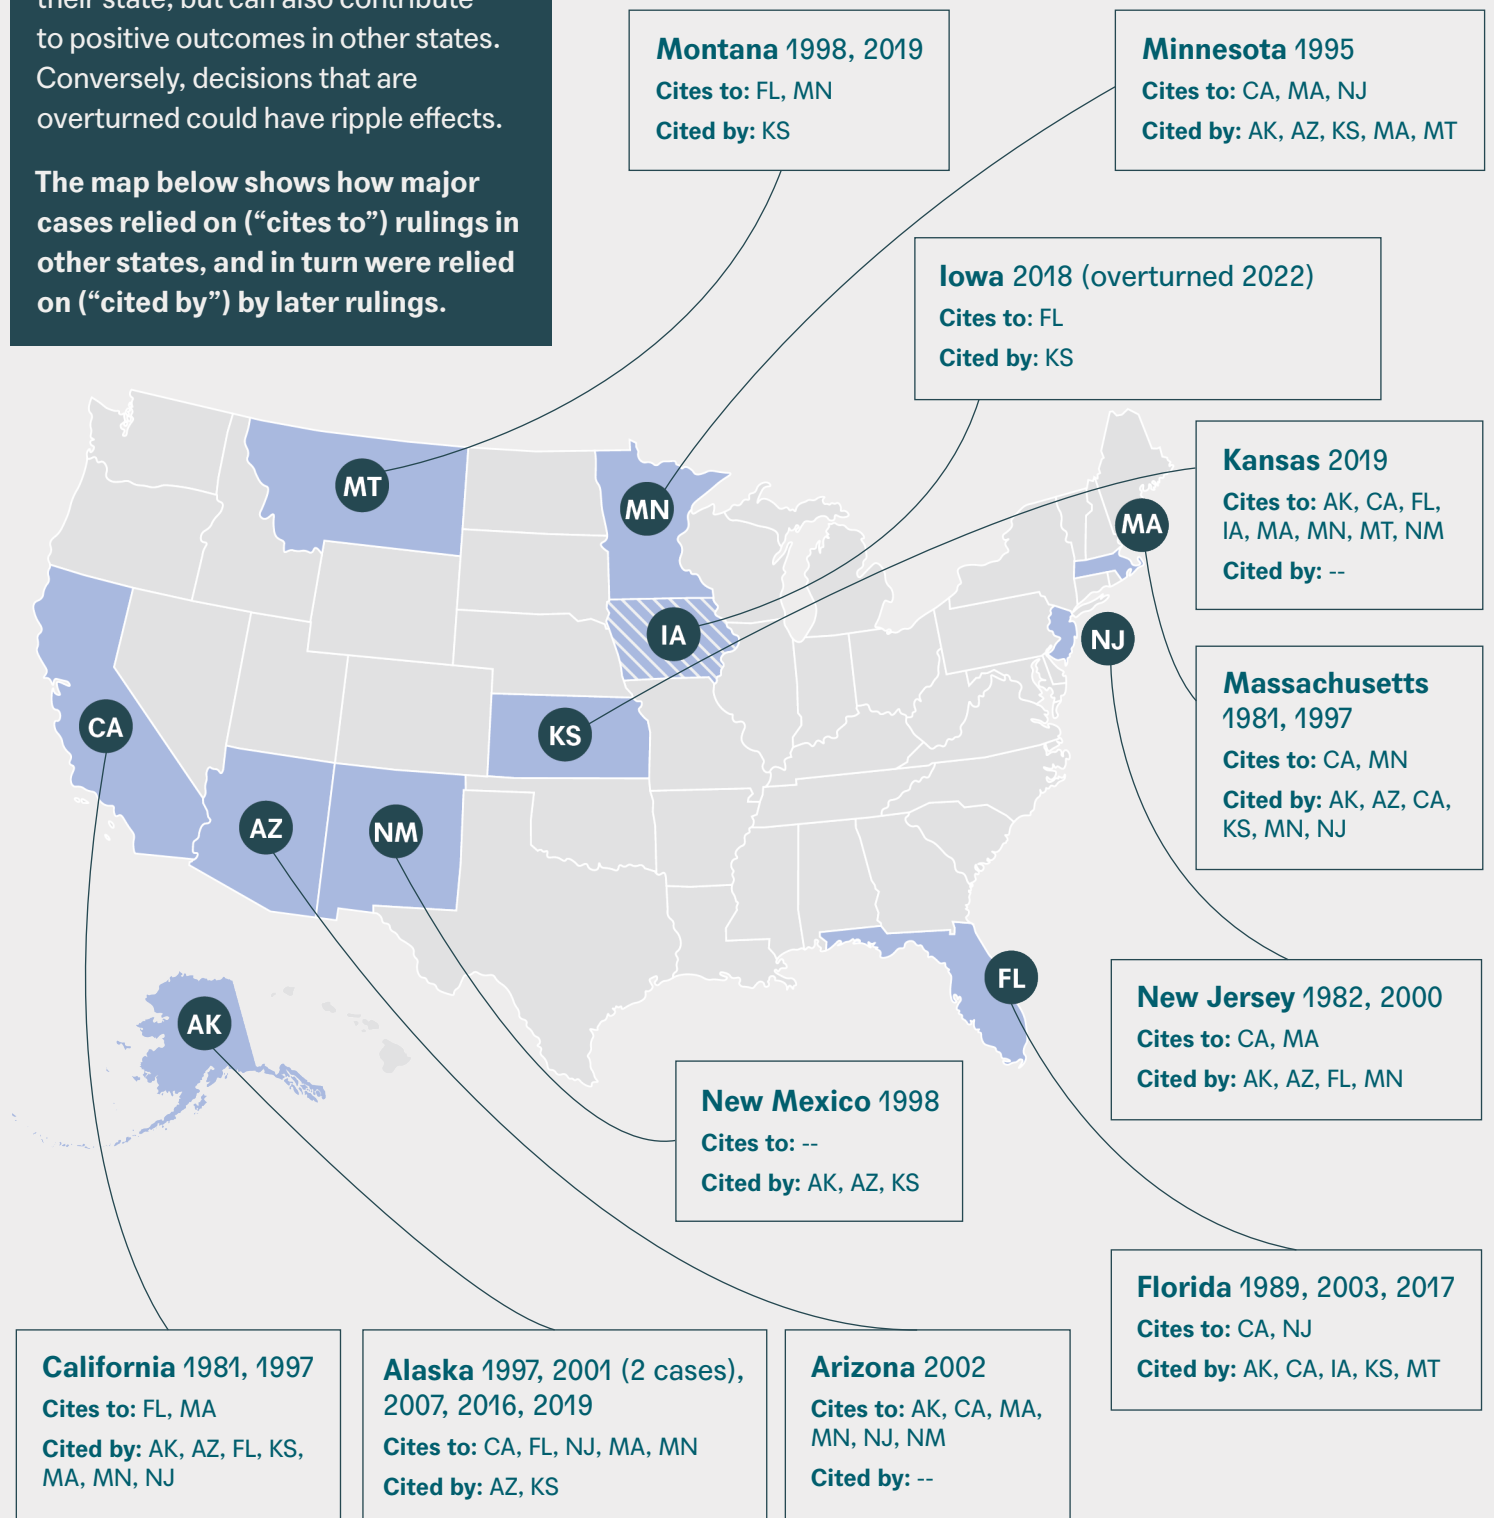 their state, but can also contribute
to positive outcomes in other states.
Conversely, decisions that are
overturned could have ripple effects.
The map below shows how major
cases relied on (“cites to”) rulings in
other states, and in turn were relied
on (“cited by”) by later rulings.
Montana 1998, 2019
Cites to: FL, MN
Cited by: KS
Minnesota 1995
Cites to: CA, MA, NJ
Cited by: AK, AZ, KS, MA, MT
Iowa 2018 (overturned 2022)
Cites to: FL
Cited by: KS
Kansas 2019
Cites to: AK, CA, FL,
IA, MA, MN, MT, NM
Cited by: --
Massachusetts
1981, 1997
Cites to: CA, MN
Cited by: AK, AZ, CA,
KS, MN, NJ
MT
MN
MA
IA
NJ
CA
KS
AZ
NM
FL
AK
New Jersey 1982, 2000
Cites to: CA, MA
Cited by: AK, AZ, FL, MN
New Mexico 1998
Cites to: --
Cited by: AK, AZ, KS
Florida 1989, 2003, 2017
Cites to: CA, NJ
Cited by: AK, CA, IA, KS, MT
California 1981, 1997
Cites to: FL, MA
Cited by: AK, AZ, FL, KS,
MA, MN, NJ
Alaska 1997, 2001 (2 cases),
2007, 2016, 2019
Cites to: CA, FL, NJ, MA, MN
Cited by: AZ, KS
Arizona 2002
Cites to: AK, CA, MA,
MN, NJ, NM
Cited by: --